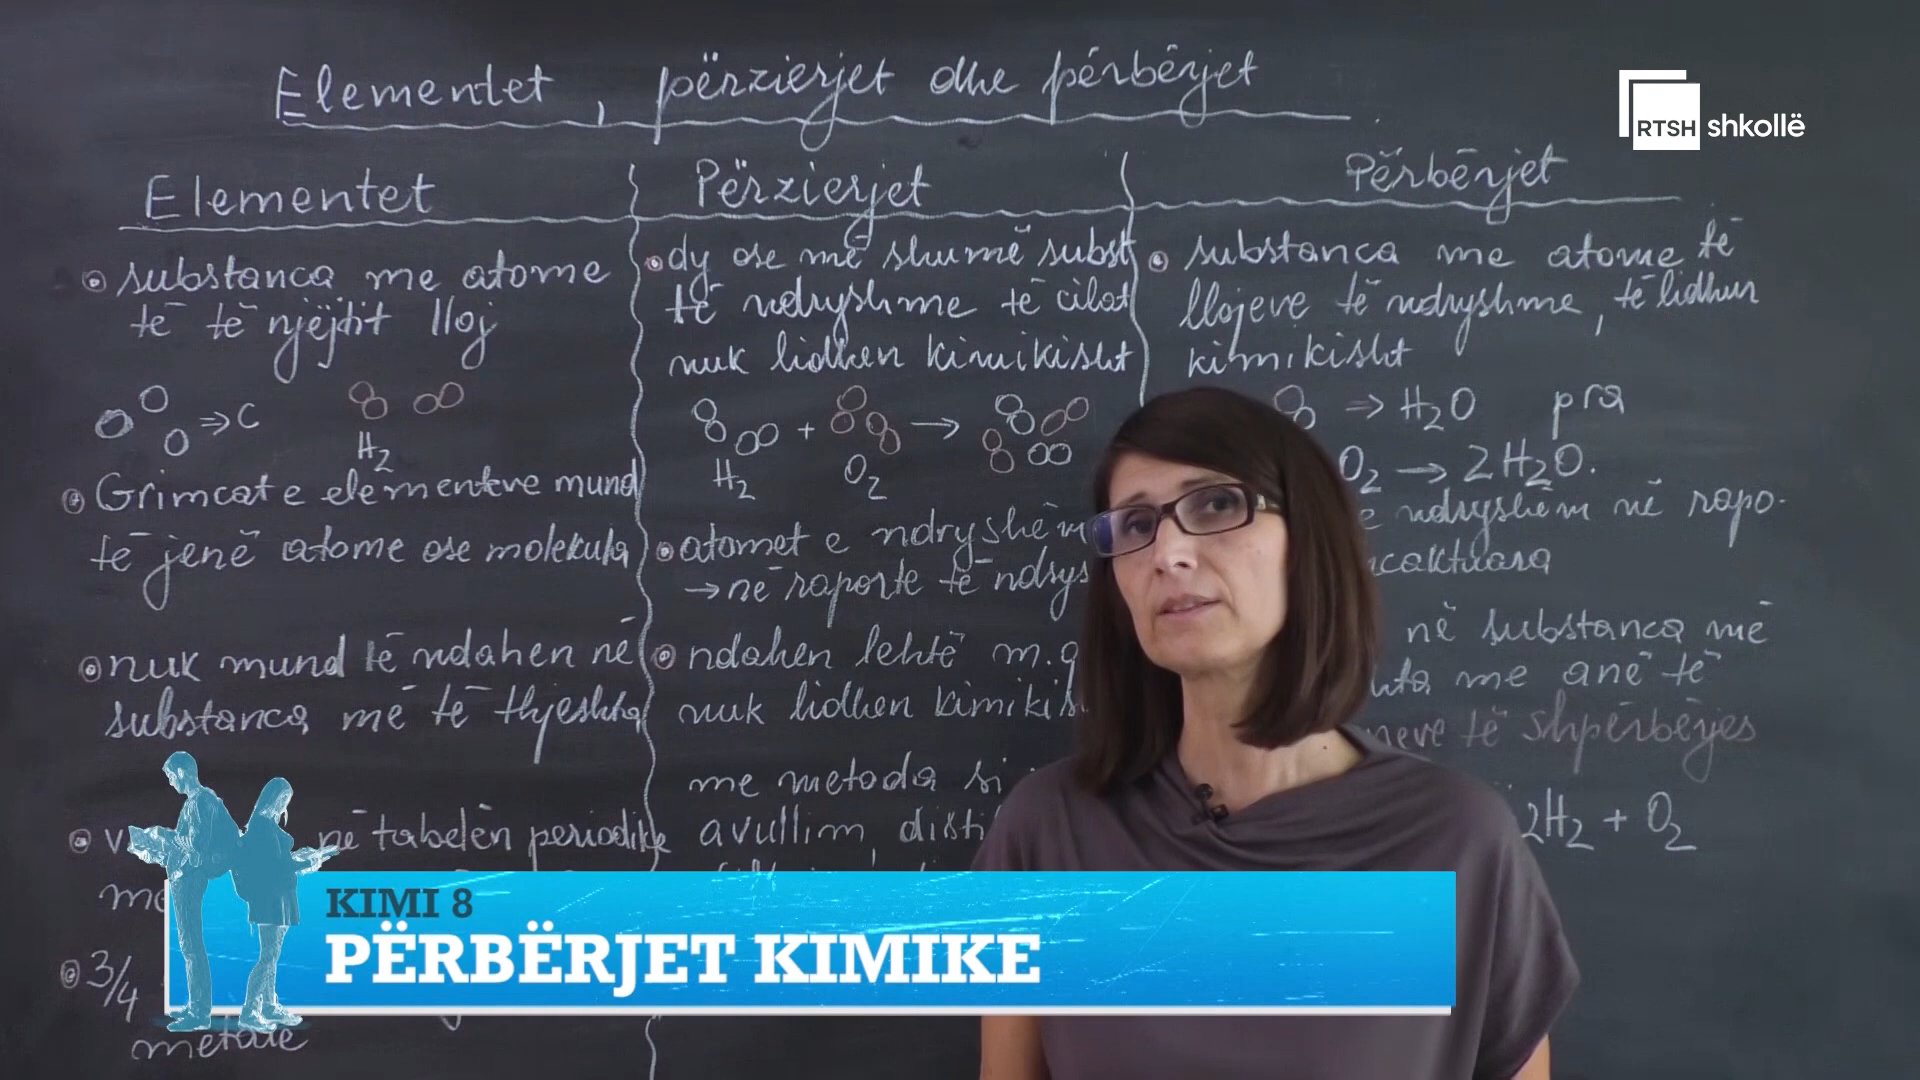 Elementet, përzierjet dhe përbërjet
RTSH shkollë
Elementet
substanca me atome
të të njëjtit lloj
C
H2
Grimcat e elementeve mund
të jenë atome ose molekula
nuk mund të ndahen në
substanca më të thjeshta
në tabelën periodike
3/4
metale
Përzierjet
dy ose më shumë subst
të ndryshme të cilat
nuk lidhen kimikisht
+ →
H2 O2
atomet e ndryshëm
→ në raporte të ndrys
ndahen lehtë m.q
nuk lidhen kimikis
me metoda si
avullim, disti
Përbërjet
substanca me atome të
llojeve të ndryshme, të lidhur
kimikisht
⇒ H2O pra
O2 → 2H2O.
ndryshëm në rapo-
caktuara
në substanca më
me anë të
shpërbërjes
2H2 + O2
KIMI 8
PËRBËRJET KIMIKE